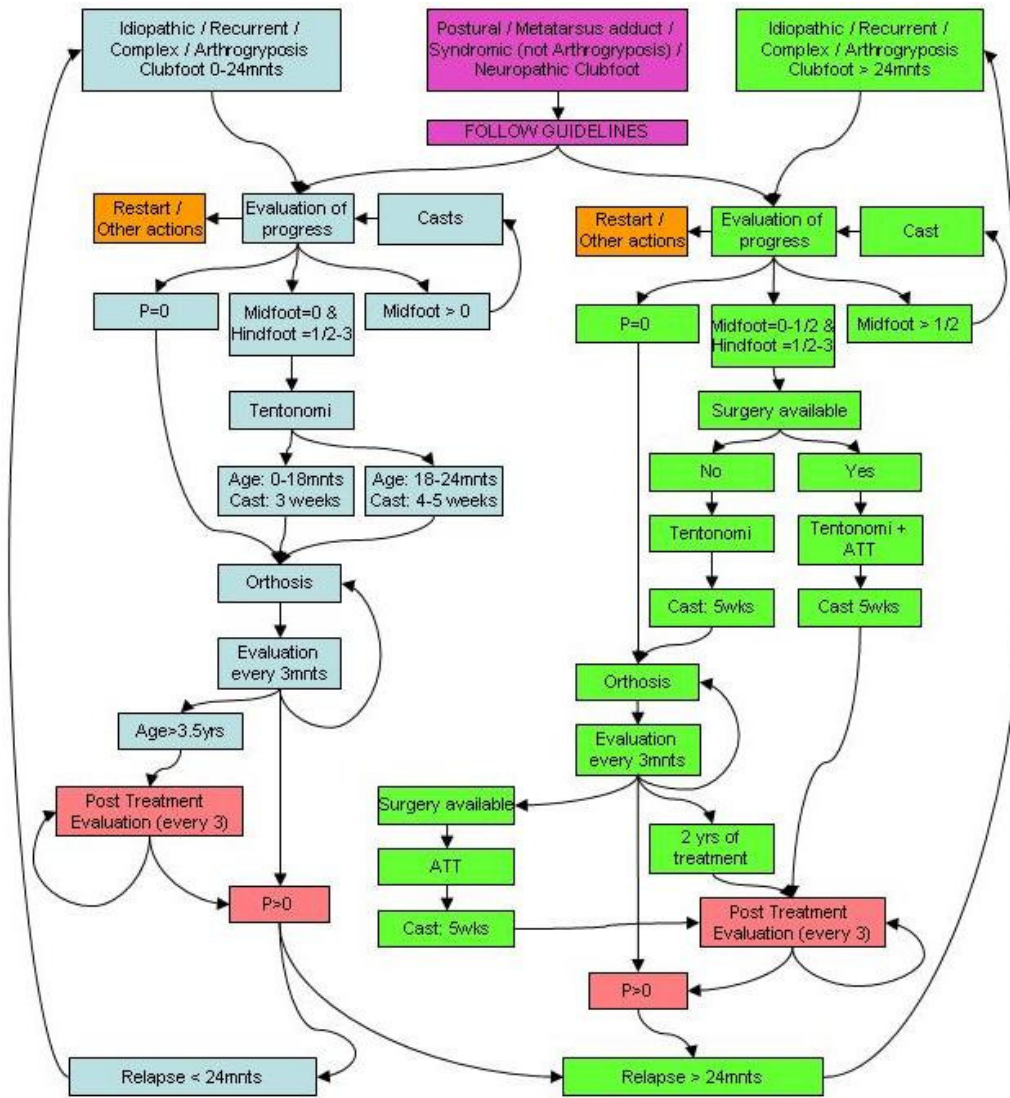 Idiopathic / Recurrent /
Complex / Arthrogryposis
Clubfoot 0-24mnts
Postural / Metatarsus adduct /
Syndromic (not Arthrogryposis) /
Neuropathic Clubfoot
Idiopathic / Recurrent /
Complex / Arthrogryposis
Clubfoot > 24mnts
FOLLOW GUIDELINES
Restart /
Other actions
Evaluation of
progress
Casts
Restart /
Other actions
Evaluation of
progress
Cast
P=0
Midfoot=0 &
Hindfoot =1/2-3
Midfoot > 0
P=0
Midfoot=0-1/2 &
Hindfoot =1/2-3
Midfoot > 1/2
Tentonomi
Surgery available
Age: 0-18mnts
Cast: 3 weeks
Age: 18-24mnts
Cast: 4-5 weeks
No
Yes
Tentonomi
Tentonomi +
ATT
Orthosis
Cast: 5wks
Cast 5wks
Evaluation
every 3mnts
Orthosis
Age>3.5yrs
Evaluation
every 3mnts
Post Treatment
Evaluation (every 3)
Surgery available
2 yrs of
treatment
ATT
P>0
Cast: 5wks
Post Treatment
Evaluation (every 3)
P>0
Relapse < 24mnts
Relapse > 24mnts